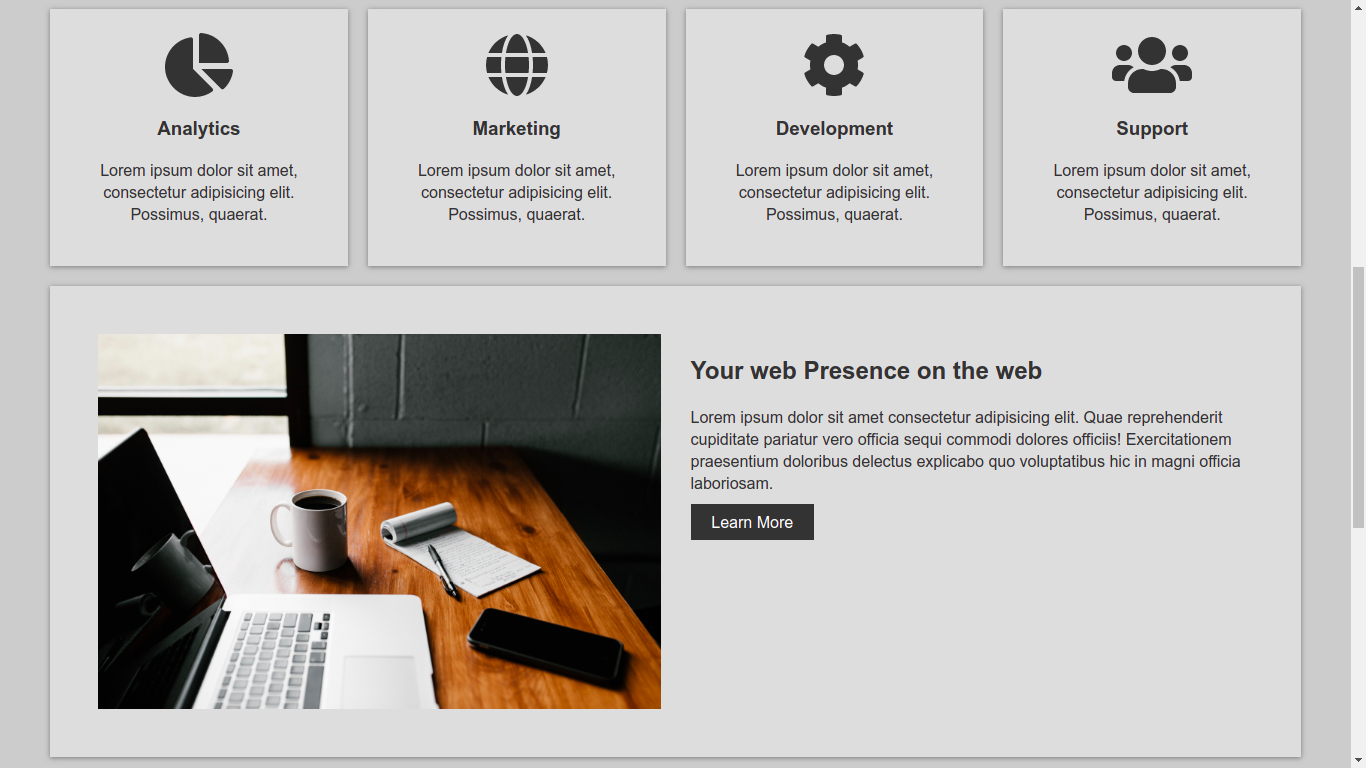 Analytics
Lorem ipsum dolor sit amet,
consectetur adipisicing elit.
Possimus, quaerat.
Marketing
Lorem ipsum dolor sit amet,
consectetur adipisicing elit.
Possimus, quaerat.
Development
Lorem ipsum dolor sit amet,
consectetur adipisicing elit.
Possimus, quaerat.
Support
Lorem ipsum dolor sit amet,
consectetur adipisicing elit.
Possimus, quaerat.
Your web Presence on the web
Lorem ipsum dolor sit amet consectetur adipisicing elit. Quae reprehenderit
cupiditate pariatur vero officia sequi commodi dolores officiis! Exercitationem
praesentium doloribus delectus explicabo quo voluptatibus hic in magni officia
laboriosam.
Learn More